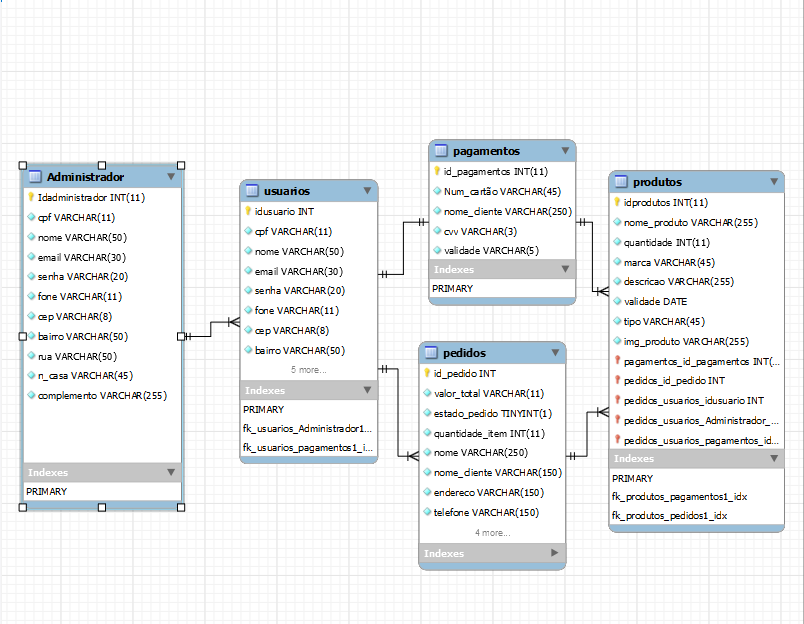 Administrador
Idadministrador INT(11)
cpf VARCHAR(11)
nome VARCHAR(50)
email VARCHAR(30)
senha VARCHAR(20)
fone VARCHAR(11)
cep VARCHAR(8)
bairro VARCHAR(50)
rua VARCHAR(50)
n_casa VARCHAR(45)
complemento VARCHAR(255)
Indexes
PRIMARY
usuarios
idusuario INT
cpf VARCHAR(11)
nome VARCHAR(50)
email VARCHAR(30)
senha VARCHAR(20)
fone VARCHAR(11)
cep VARCHAR(8)
bairro VARCHAR(50)
5 more...
Indexes
PRIMARY
fk_usuarios_Administrador1...
fk_usuarios_pagamentos1_i...
pagamentos
id_pagamentos INT(11)
Num_cartão VARCHAR(45)
nome_cliente VARCHAR(250)
cvv VARCHAR(3)
validade VARCHAR(5)
Indexes
PRIMARY
pedidos
id_pedido INT
valor_total VARCHAR(11)
estado_pedido TINYINT(1)
quantidade_item INT(11)
nome VARCHAR(250)
nome_cliente VARCHAR(150)
endereco VARCHAR(150)
telefone VARCHAR(150)
4 more...
Indexes
produtos
idprodutos INT(11)
nome_produto VARCHAR(255)
quantidade INT(11)
marca VARCHAR(45)
descricao VARCHAR(255)
validade DATE
tipo VARCHAR(45)
img_produto VARCHAR(255)
pagamentos_id_pagamentos INT(...
pedidos_id_pedido INT
pedidos_usuarios_idusuario INT
pedidos_usuarios_Administrador_...
pedidos_usuarios_pagamentos_id...
Indexes
PRIMARY
fk_produtos_pagamentos1_idx
fk_produtos_pedidos1_idx